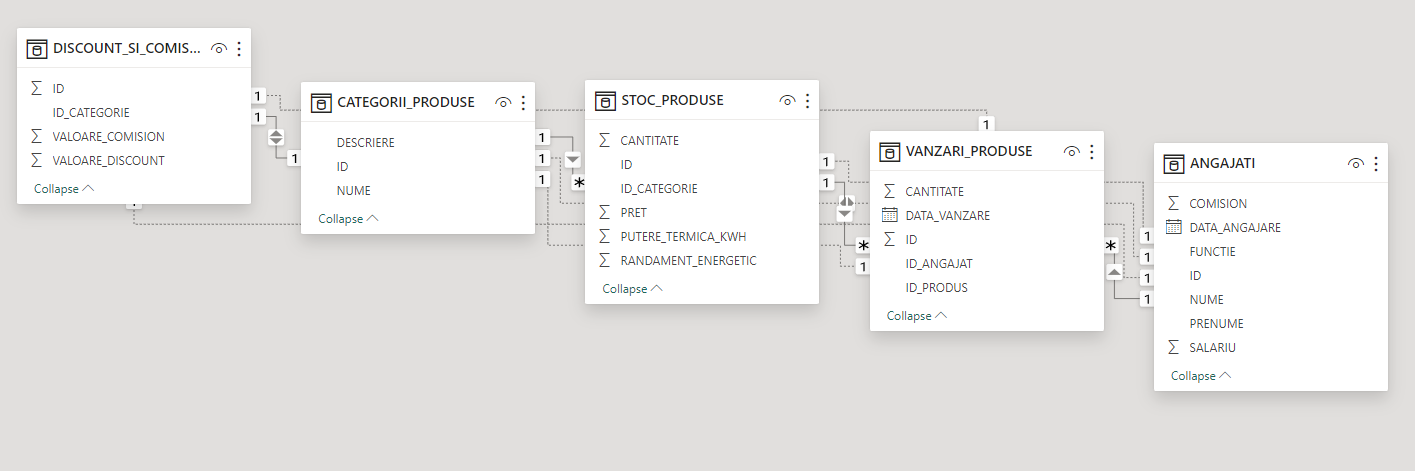 DISCOUNT_SI_COMIS...
ID
ID_CATEGORIE
VALOARE_COMISION
VALOARE_DISCOUNT
Collapse
1
1
1
1
CATEGORII_PRODUSE
DESCRIERE
ID
NUME
Collapse
1
1
1
*
STOC_PRODUSE
CANTITATE
ID
ID_CATEGORIE
PRET
PUTERE_TERMICA_KWH
RANDAMENT_ENERGETIC
Collapse
1
1
*
1
1
VANZARI_PRODUSE
CANTITATE
DATA_VANZARE
ID
ID_ANGAJAT
ID_PRODUS
Collapse
*
1
1
1
1
ANGAJATI
COMISION
DATA_ANGAJARE
FUNCTIE
ID
NUME
PRENUME
SALARIU
Collapse